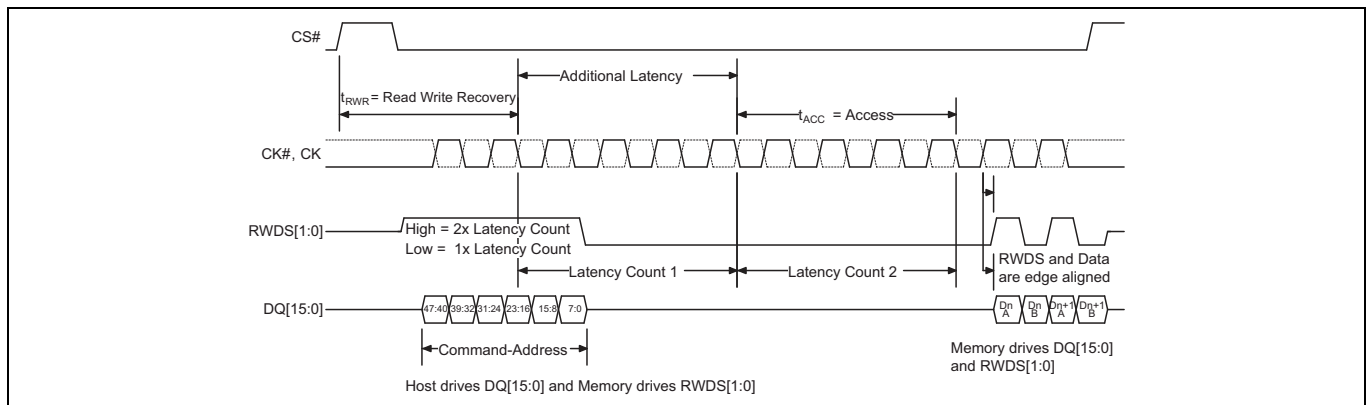 CS#
Additional Latency
tRWR = Read Write Recovery
tACC = Access
CK#, CK
RWDS[1:0]
High = 2x Latency Count
Low = 1x Latency Count
RWDS and Data
are edge aligned
Latency Count 1
Latency Count 2
DQ[15:0]
47:40 39:32 31:24 23:16 15:8 7:0
Dn A
Dn B
Dn+1 A
Dn+1 B
Command-Address
Memory drives DQ[15:0]
and RWDS[1:0]
Host drives DQ[15:0] and Memory drives RWDS[1:0]